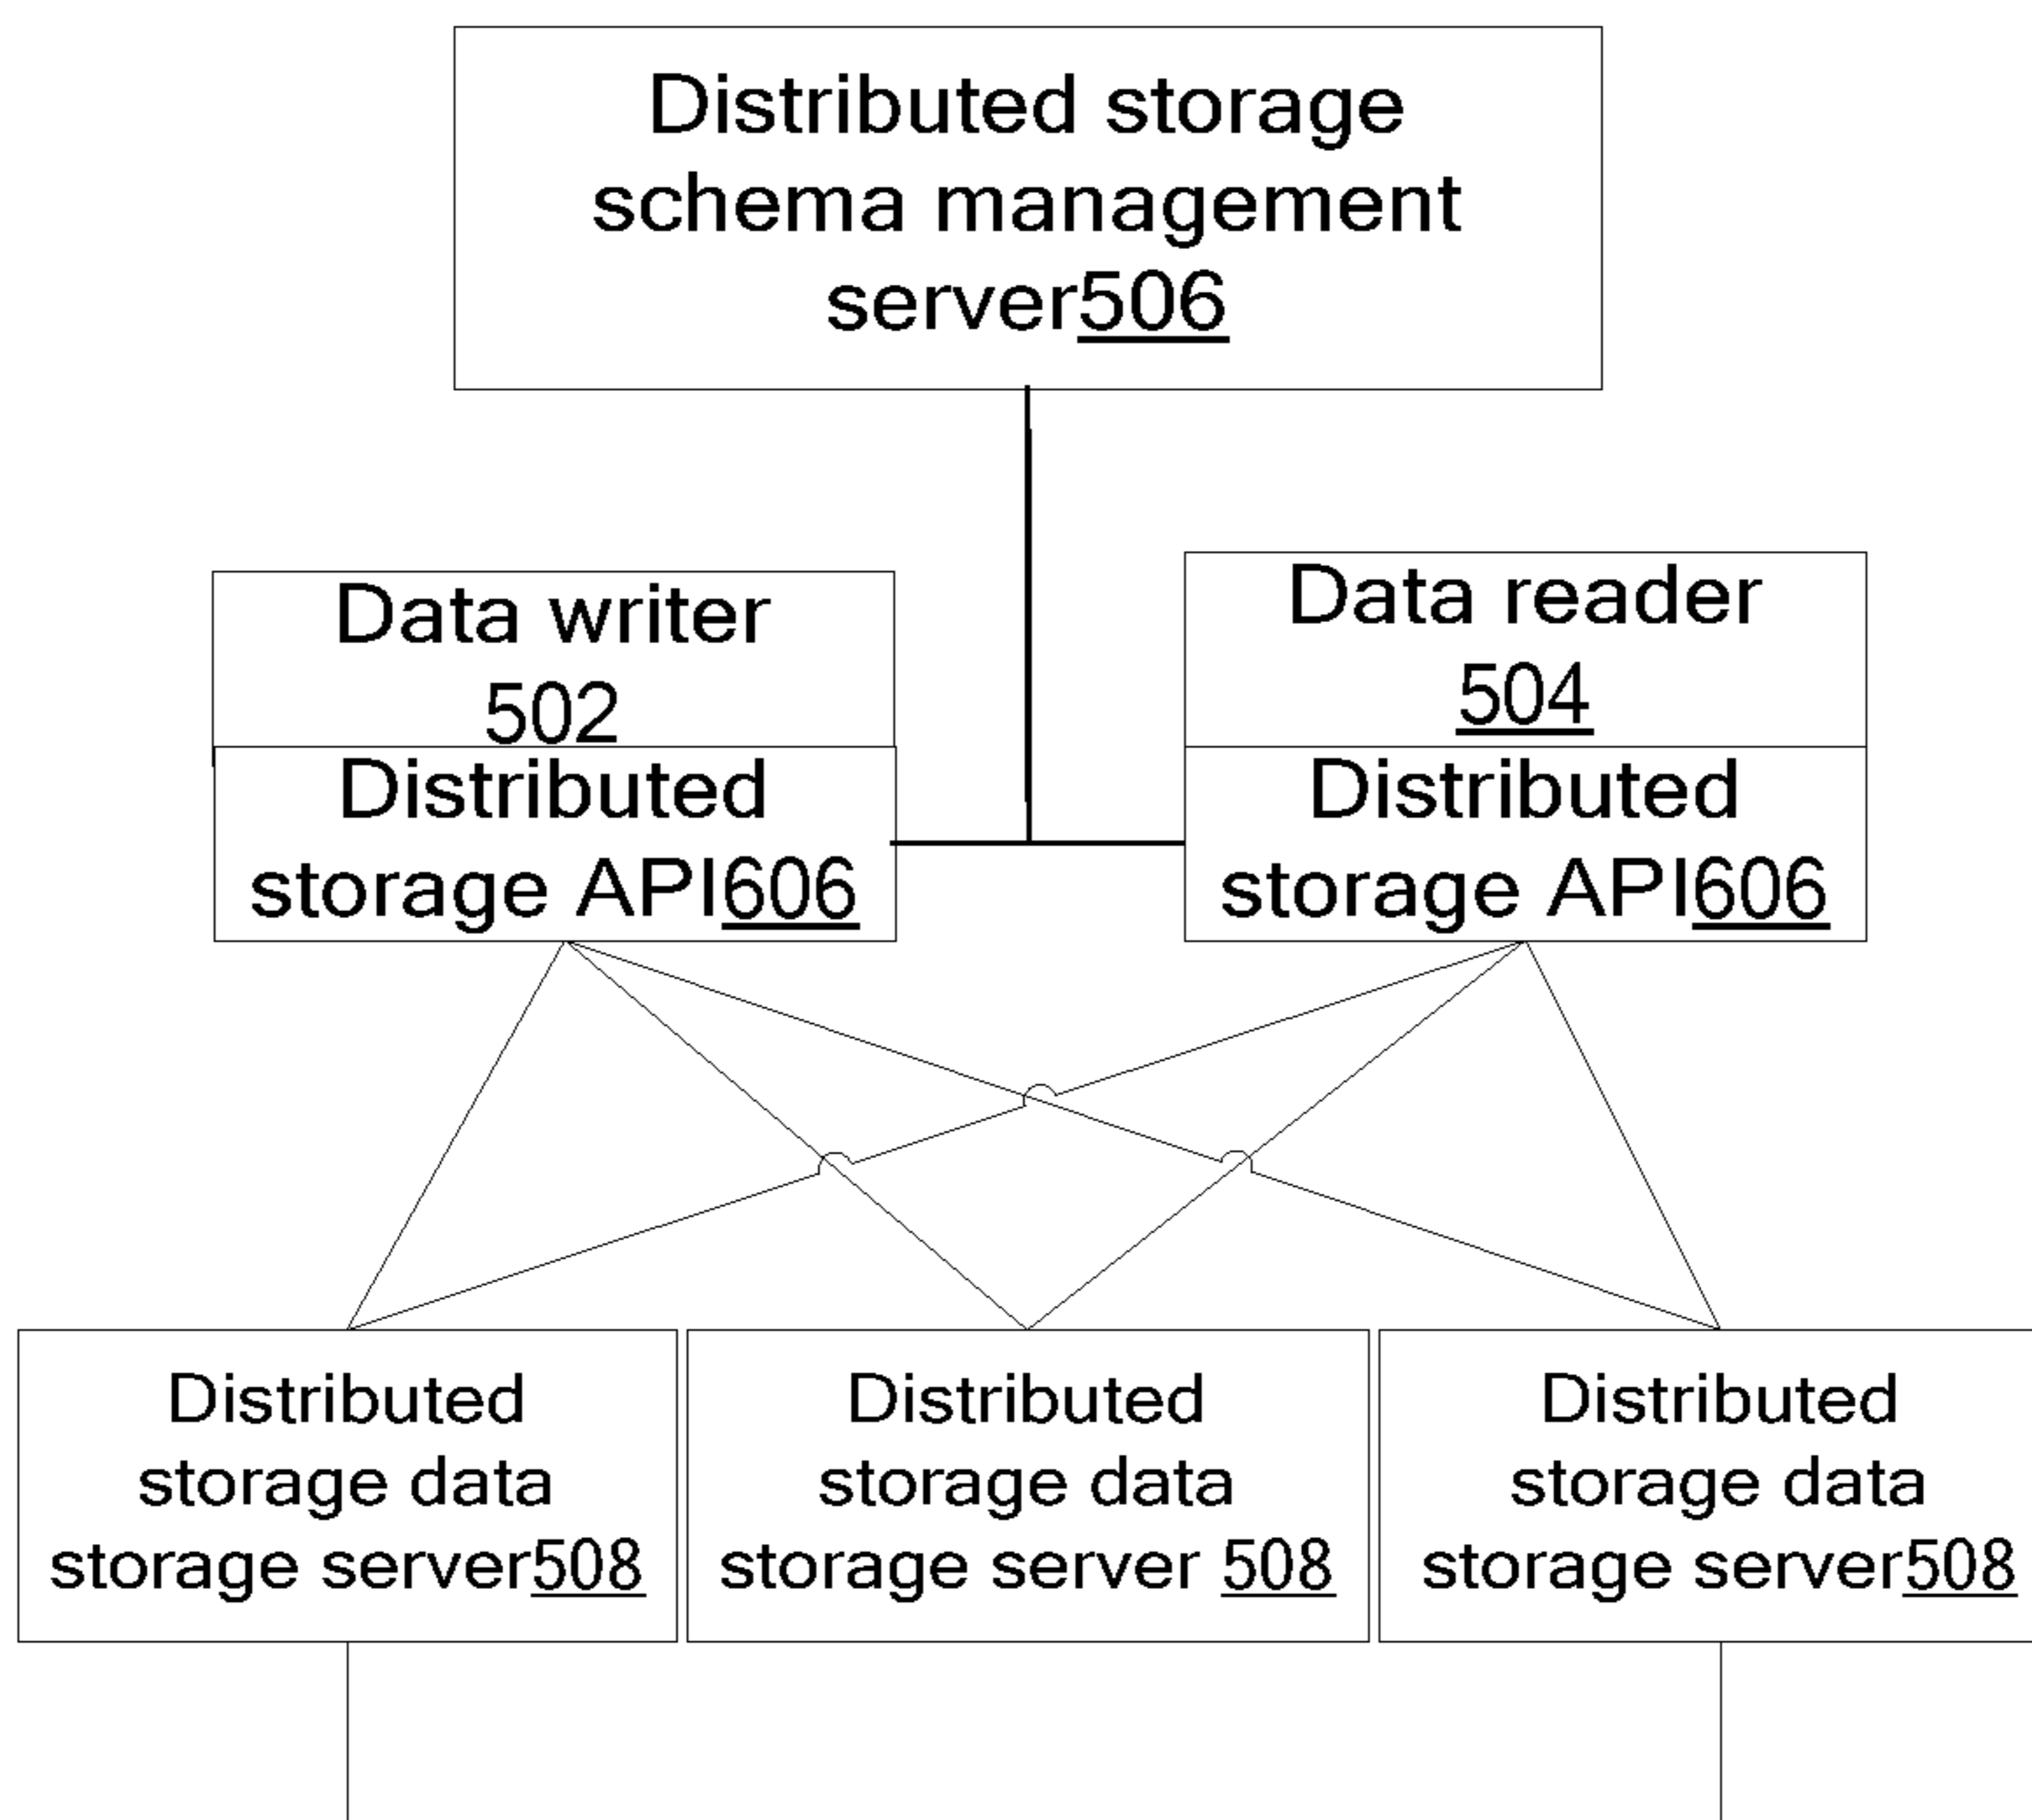 Distributed storage
schema management
server506
Data writer
502
Distributed
storage API606
Data reader
504
Distributed
storage API606
Distributed
storage data
storage server508
Distributed
storage data
storage server 508
Distributed
storage data
storage server508